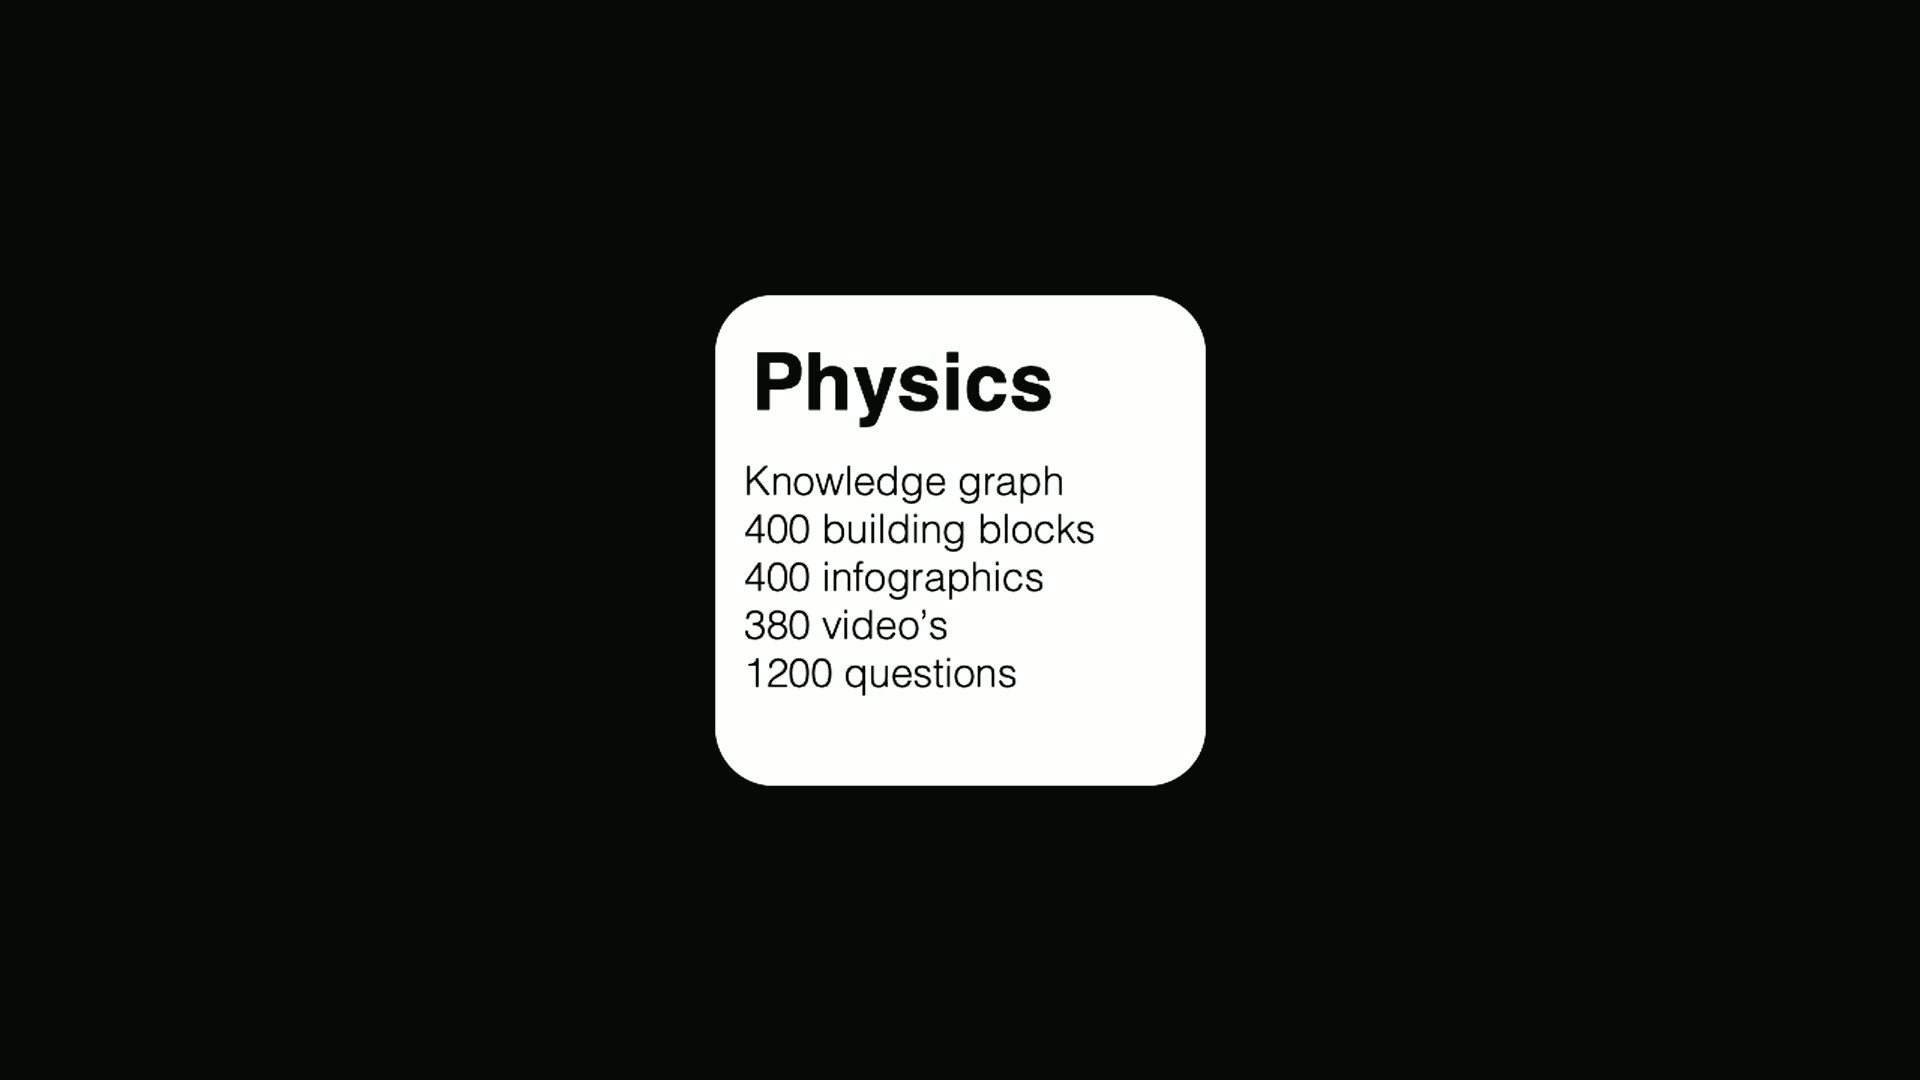 Physics
Knowledge graph
400 building blocks
400 infographics
380 video’s
1200 questions